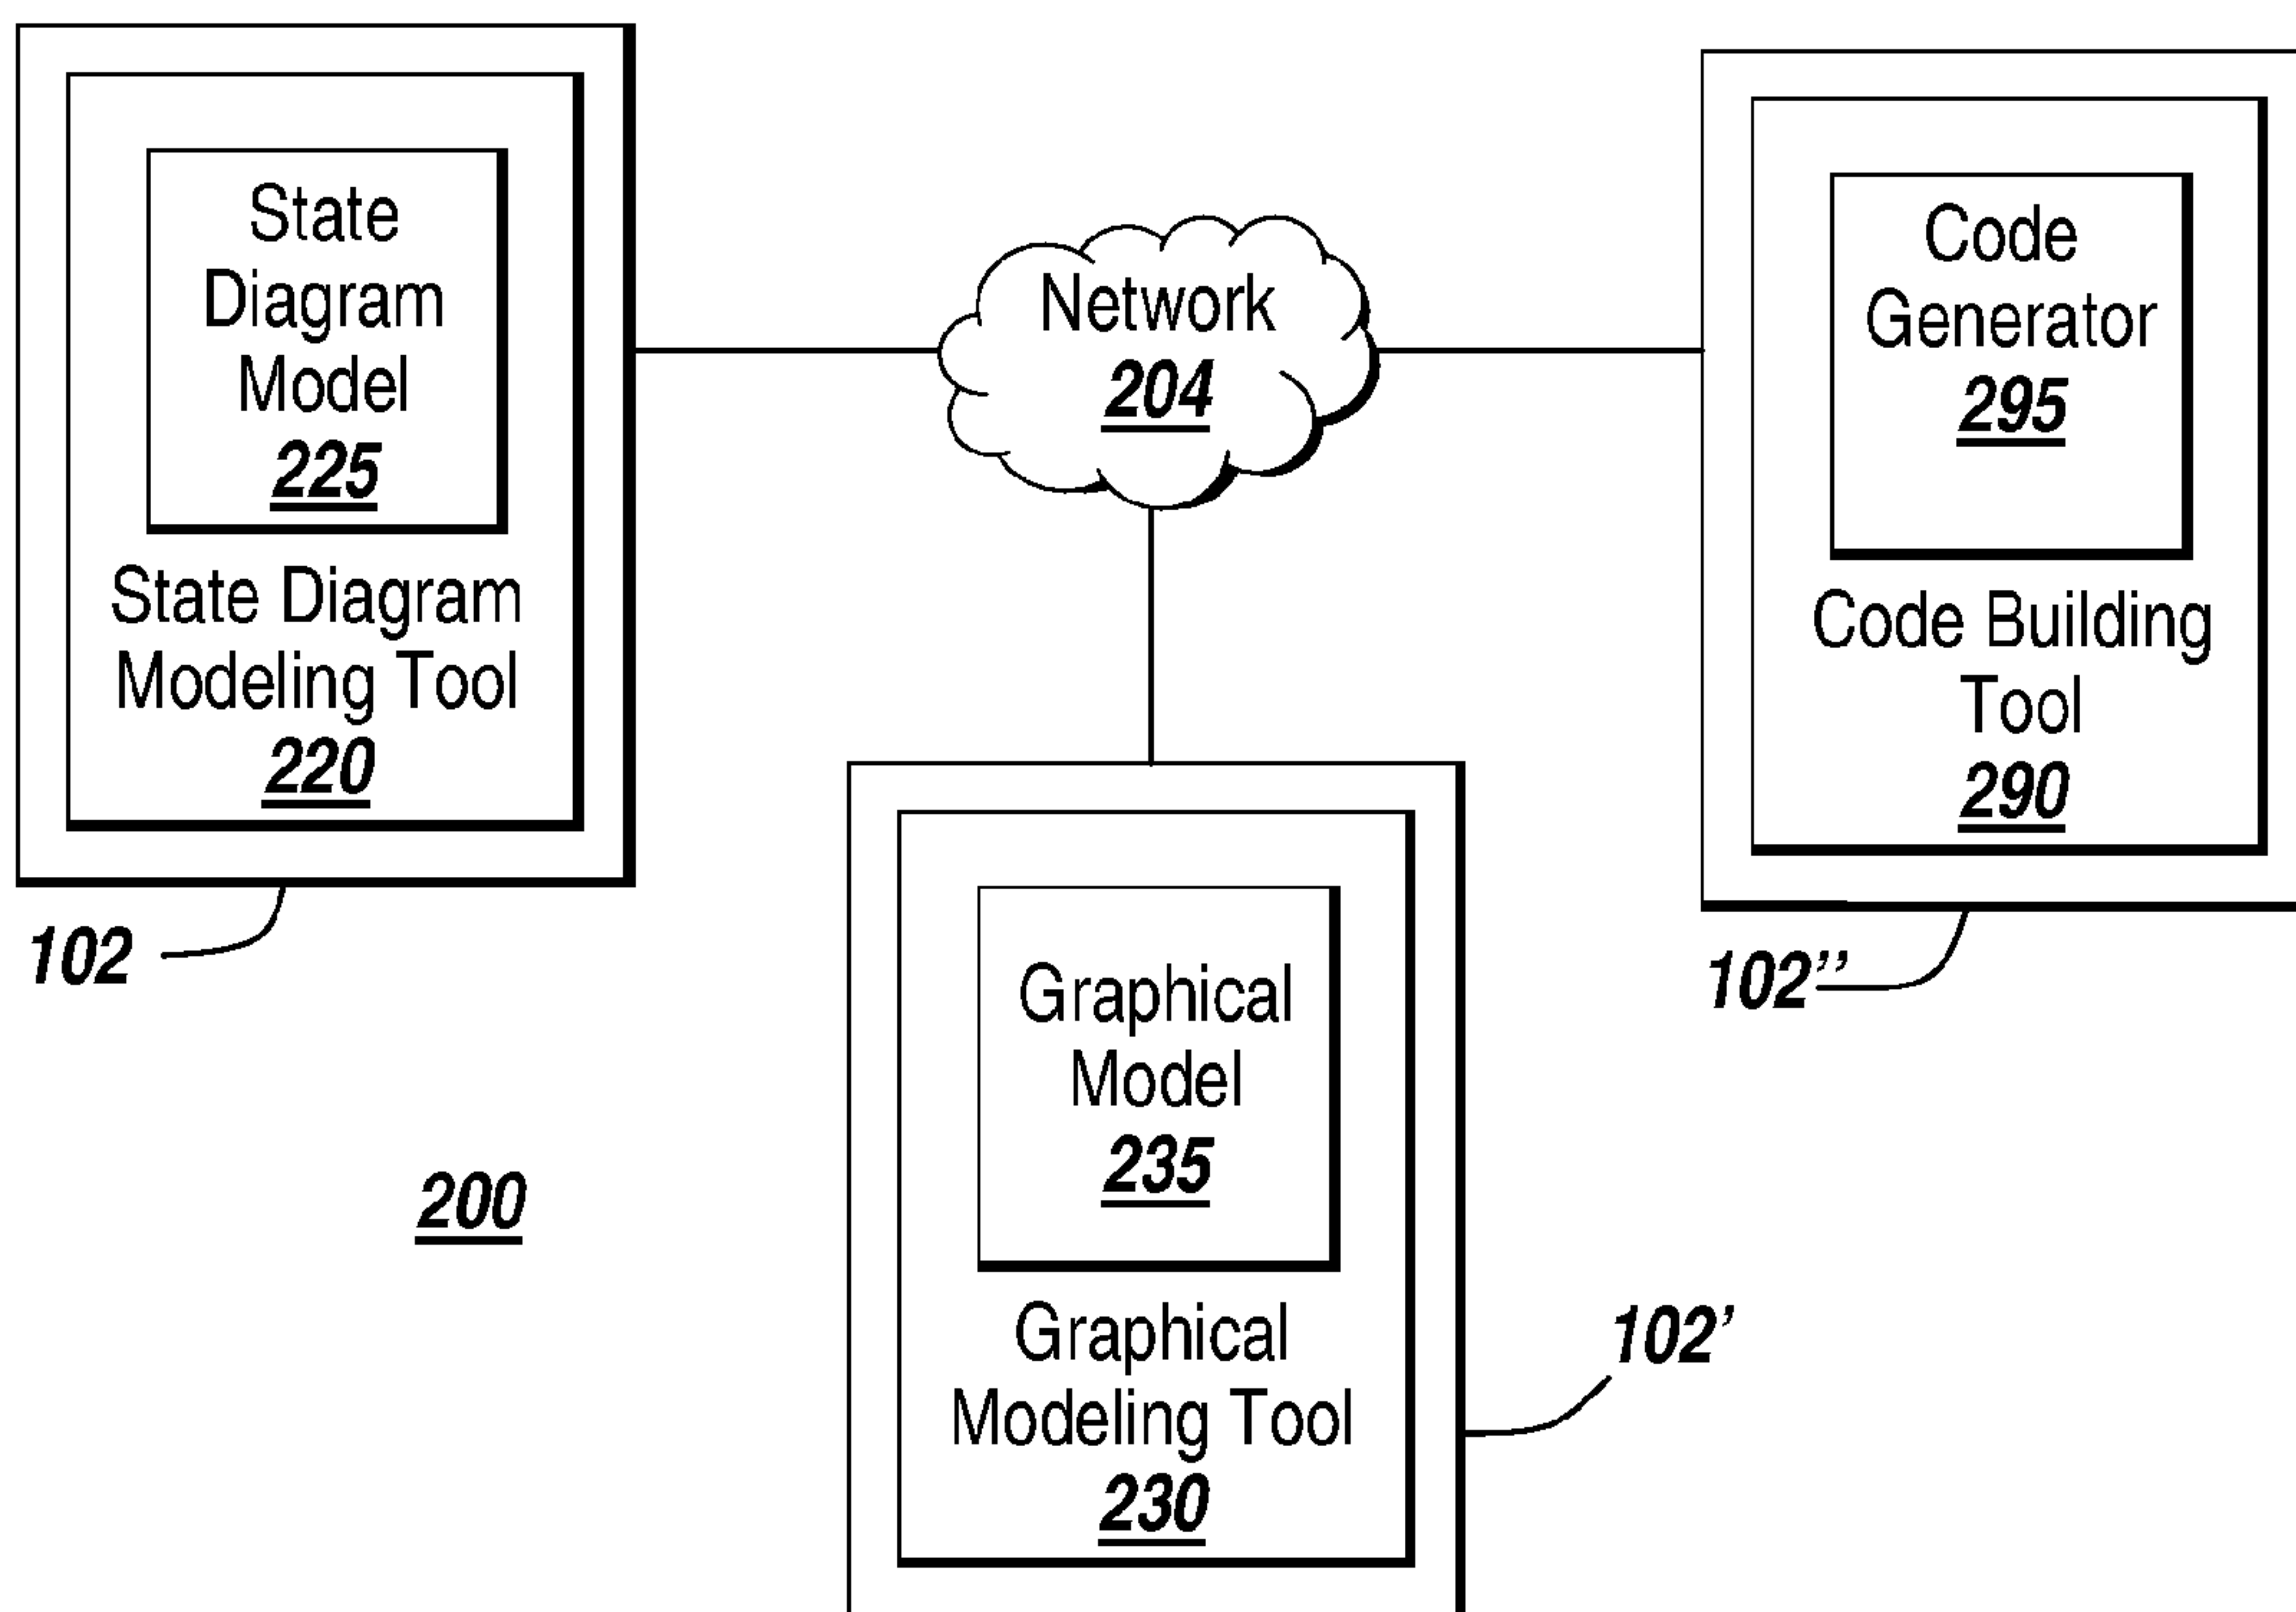 State
Diagram
Model
225
State Diagram
Modeling Tool
220
102
Network
204
Code
Generator
295
Code Building
Tool
290
102’’
Graphical
Model
235
Graphical
Modeling Tool
230
102’
200